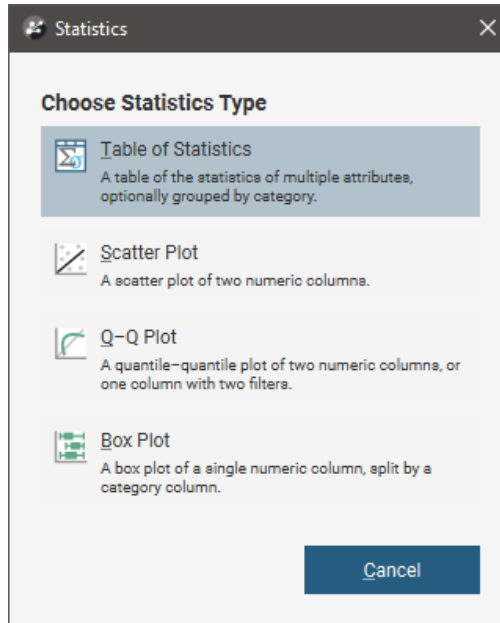 Statistics
Choose Statistics Type
Table of Statistics
A table of the statistics of multiple attributes,
optionally grouped by category.
Scatter Plot
A scatter plot of two numeric columns.
Q-Q Plot
A quantile-quantile plot of two numeric columns, or
one column with two filters.
Box Plot
A box plot of a single numeric column, split by a
category column.
Cancel